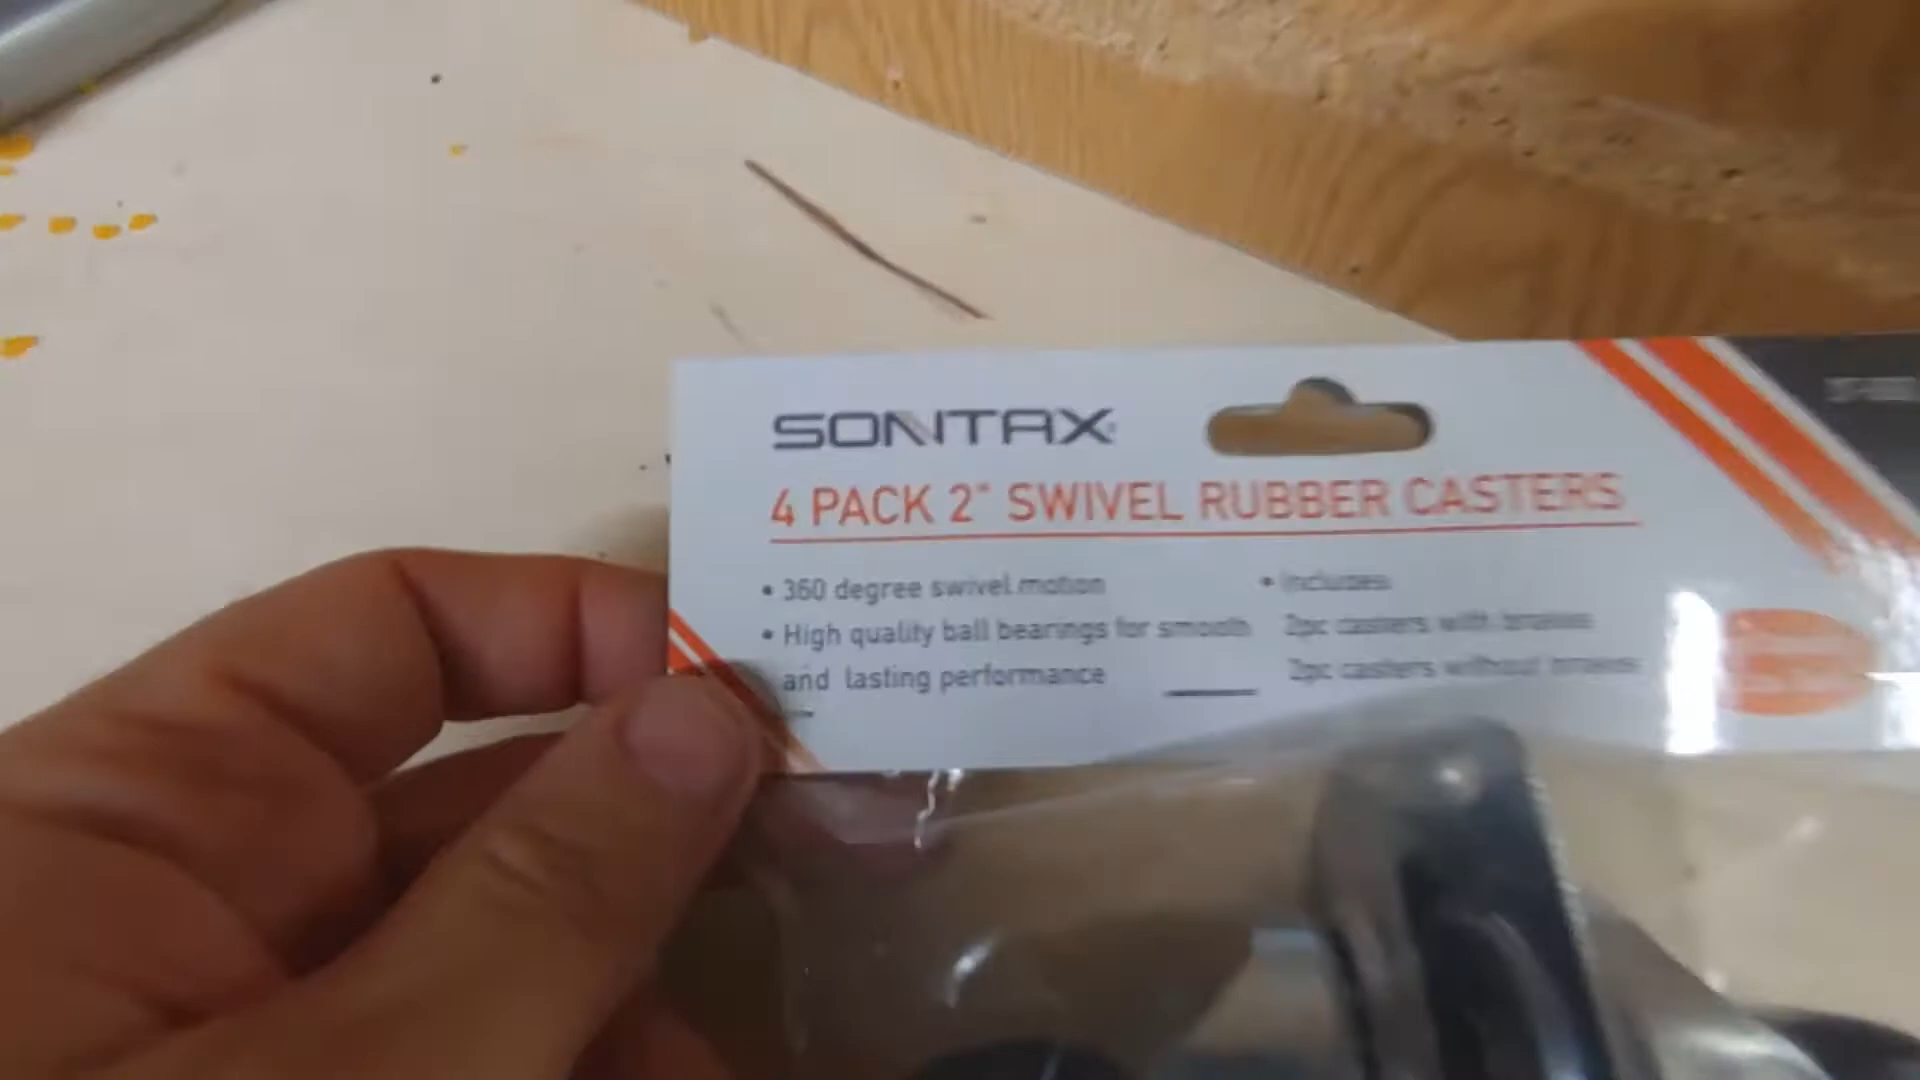 SONTAX
4 PACK 2" SWIVEL RUBBER CASTERS
• 360 degree swivel motion
• High quality ball bearings for smooth
and lasting performance
• Includes:
2pc casters with brakes
2pc casters without brakes